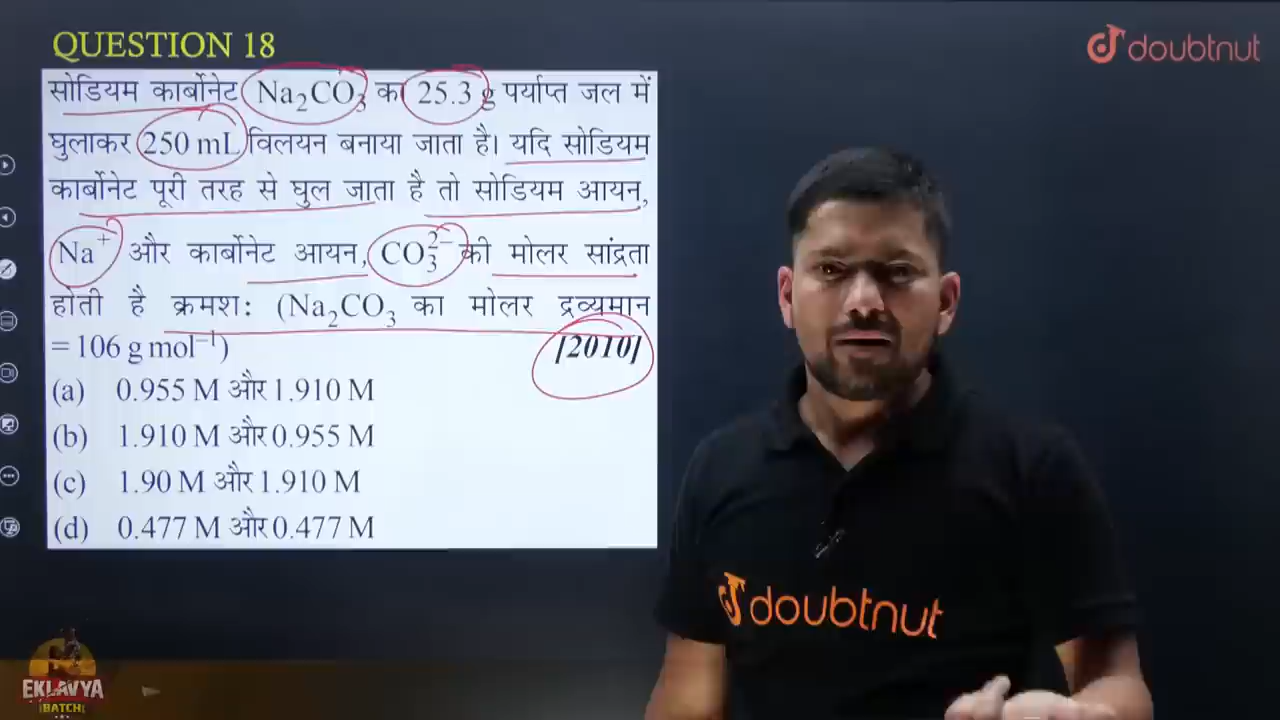 QUESTION 18
doubtnut
सोडियम कार्बोनेट Na₂CO₃ का 25.3 g पर्याप्त जल में
घुलाकर 250 mL विलयन बनाया जाता है। यदि सोडियम
कार्बोनेट पूरी तरह से घुल जाता है तो सोडियम आयन,
Na⁺ और कार्बोनेट आयन, CO₃²⁻ की मोलर सांद्रता
होती है क्रमशः (Na₂CO₃ का मोलर द्रव्यमान
= 106 g mol⁻¹) [2010]
(a) 0.955 M और 1.910 M
(b) 1.910 M और 0.955 M
(c) 1.90 M और 1.910 M
(d) 0.477 M और 0.477 M
doubtnut
EKLAVYA
BATCH